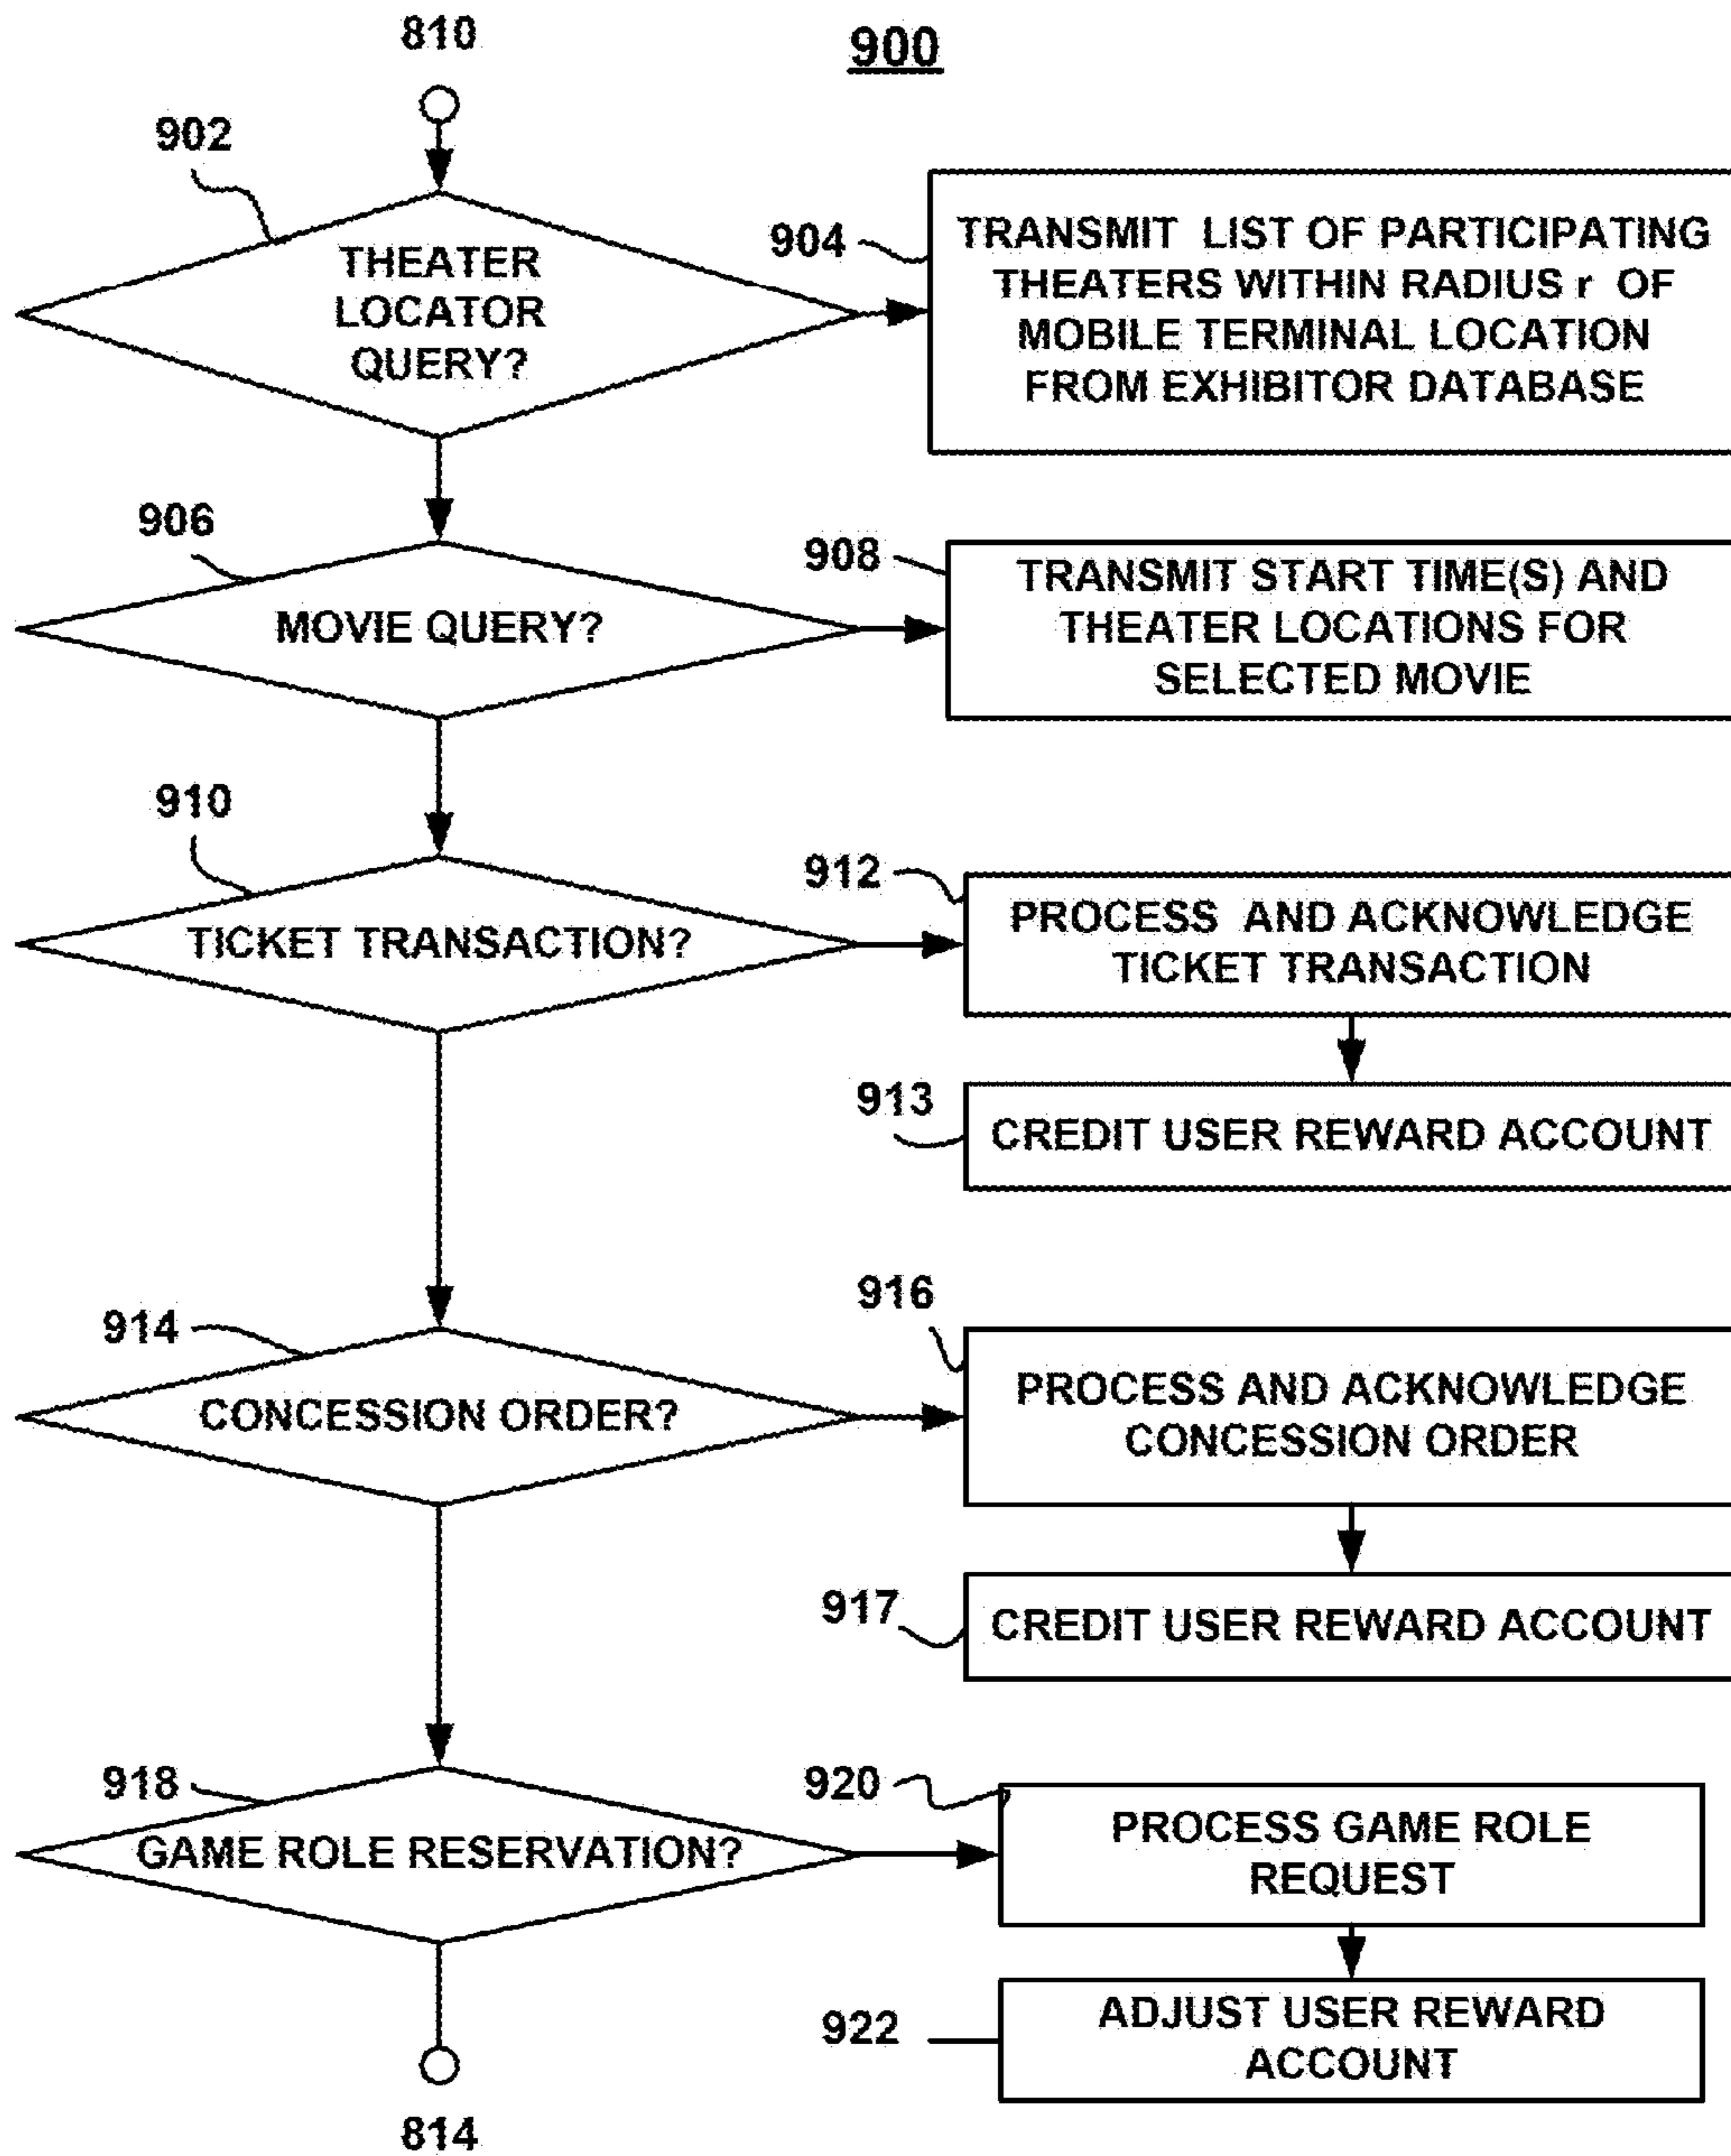 810
900
902
THEATER
LOCATOR
QUERY?
904
TRANSMIT LIST OF PARTICIPATING
THEATERS WITHIN RADIUS r OF
MOBILE TERMINAL LOCATION
FROM EXHIBITOR DATABASE
906
MOVIE QUERY?
908
TRANSMIT START TIME(S) AND
THEATER LOCATIONS FOR
SELECTED MOVIE
910
TICKET TRANSACTION?
912
PROCESS AND ACKNOWLEDGE
TICKET TRANSACTION
913
CREDIT USER REWARD ACCOUNT
914
CONCESSION ORDER?
916
PROCESS AND ACKNOWLEDGE
CONCESSION ORDER
917
CREDIT USER REWARD ACCOUNT
918
GAME ROLE RESERVATION?
920
PROCESS GAME ROLE
REQUEST
922
ADJUST USER REWARD
ACCOUNT
814